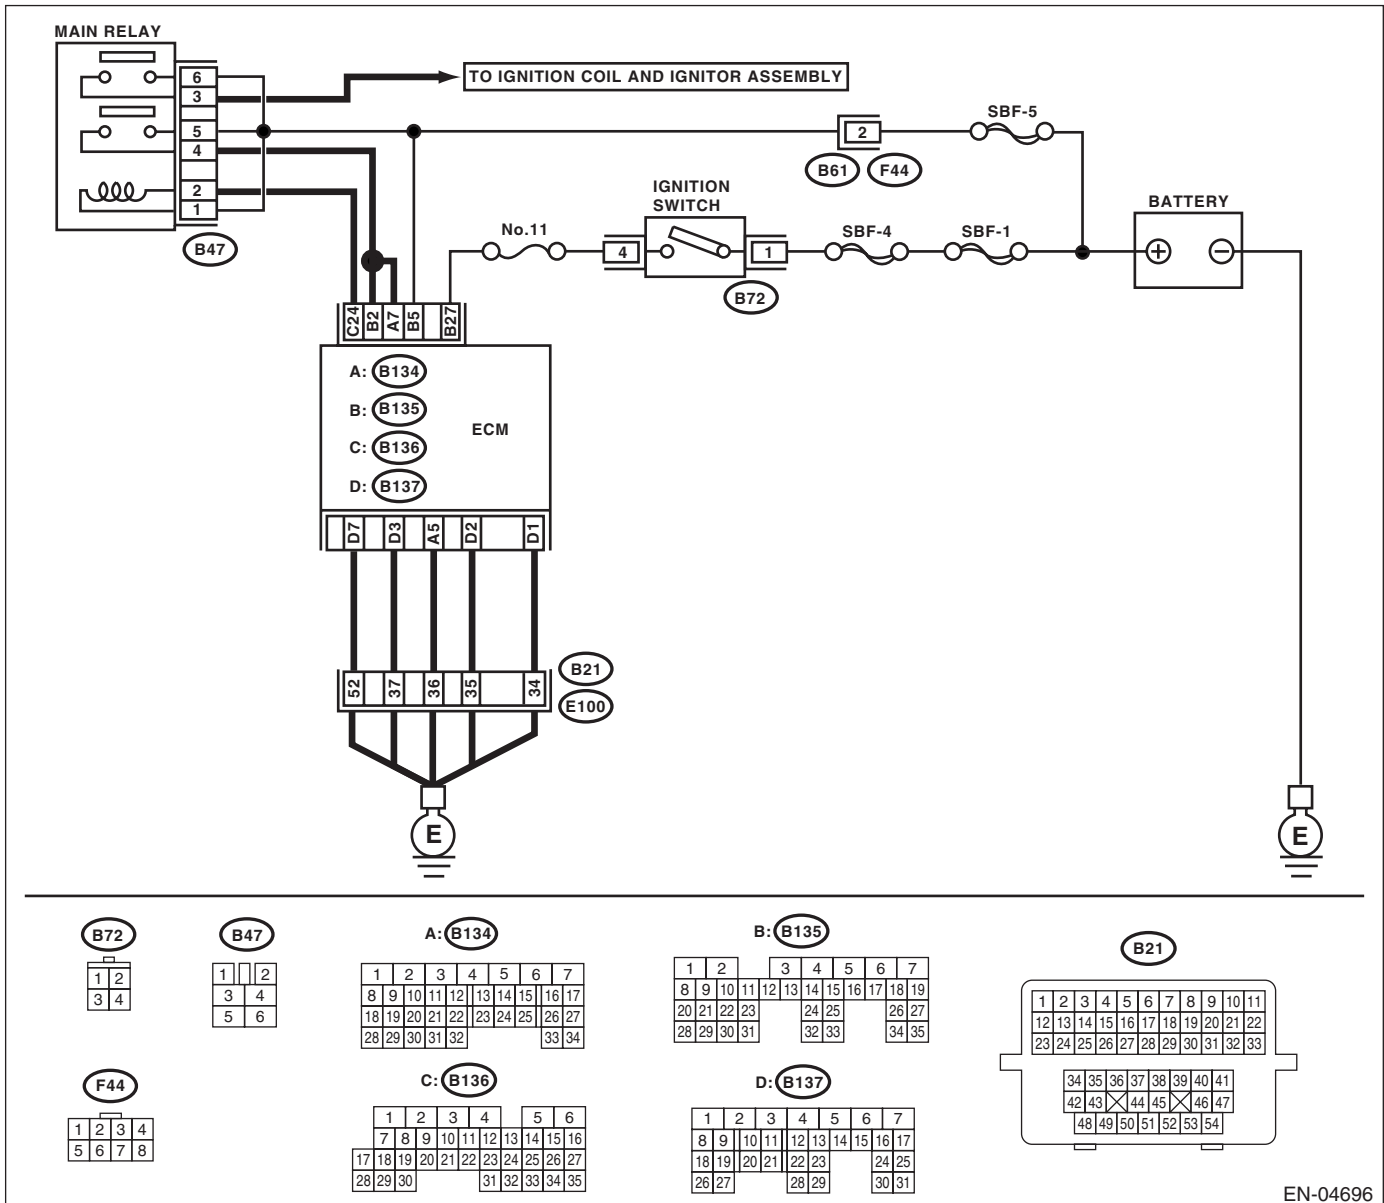 MAIN RELAY
6
3
5
4
2
1
B47
TO IGNITION COIL AND IGNITOR ASSEMBLY
2
B61 F44
SBF-5
IGNITION
SWITCH
No.11
4
1
B72
SBF-4
SBF-1
BATTERY
+ −
C24 B2 A7 B5 B27
A: B134
B: B135
C: B136
D: B137
ECM
D7 D3 A5 D2 D1
52 37 36 35 34
B21
E100
E
E
B72
1 2
3 4
B47
1 2
3 4
5 6
A: B134
1 2 3 4 5 6 7
8 9 10 11 12 13 14 15 16 17
18 19 20 21 22 23 24 25 26 27
28 29 30 31 32 33 34
B: B135
1 2 3 4 5 6 7
8 9 10 11 12 13 14 15 16 17 18 19
20 21 22 23 24 25 26 27
28 29 30 31 32 33 34 35
B21
1 2 3 4 5 6 7 8 9 10 11
12 13 14 15 16 17 18 19 20 21 22
23 24 25 26 27 28 29 30 31 32 33
34 35 36 37 38 39 40 41
42 43 44 45 46 47
48 49 50 51 52 53 54
F44
1 2 3 4
5 6 7 8
C: B136
1 2 3 4 5 6
7 8 9 10 11 12 13 14 15 16
17 18 19 20 21 22 23 24 25 26 27
28 29 30 31 32 33 34 35
D: B137
1 2 3 4 5 6 7
8 9 10 11 12 13 14 15 16 17
18 19 20 21 22 23 24 25
26 27 28 29 30 31
EN-04696